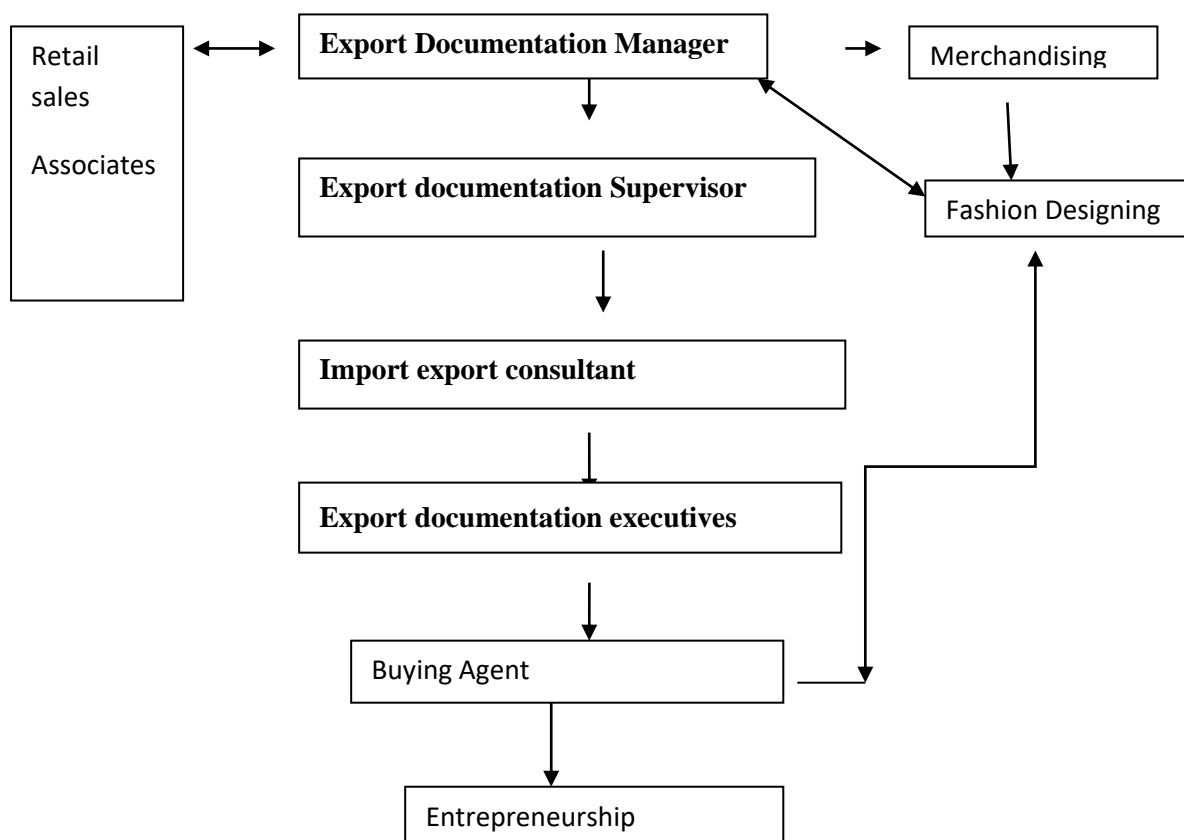 Retail
sales
Associates
Export Documentation Manager
Merchandising
Export documentation Supervisor
Fashion Designing
Import export consultant
Export documentation executives
Buying Agent
Entrepreneurship